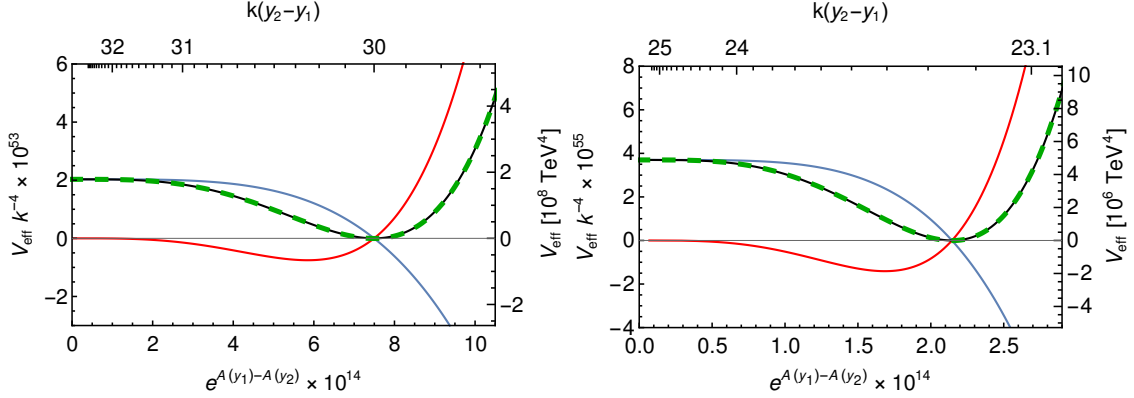 k(y₂−y₁)
32 31 30
6
4
2
0
−2
4
2
0
−2
V_eff k⁻⁴ × 10⁵³
V_eff [10⁸ TeV⁴]
0 2 4 6 8 10
e^{A(y₁)−A(y₂)} × 10¹⁴
k(y₂−y₁)
25 24 23.1
8
6
4
2
0
−2
−4
10
8
6
4
2
0
−2
−4
V_eff k⁻⁴ × 10⁵⁵
V_eff [10⁶ TeV⁴]
0.0 0.5 1.0 1.5 2.0 2.5
e^{A(y₁)−A(y₂)} × 10¹⁴